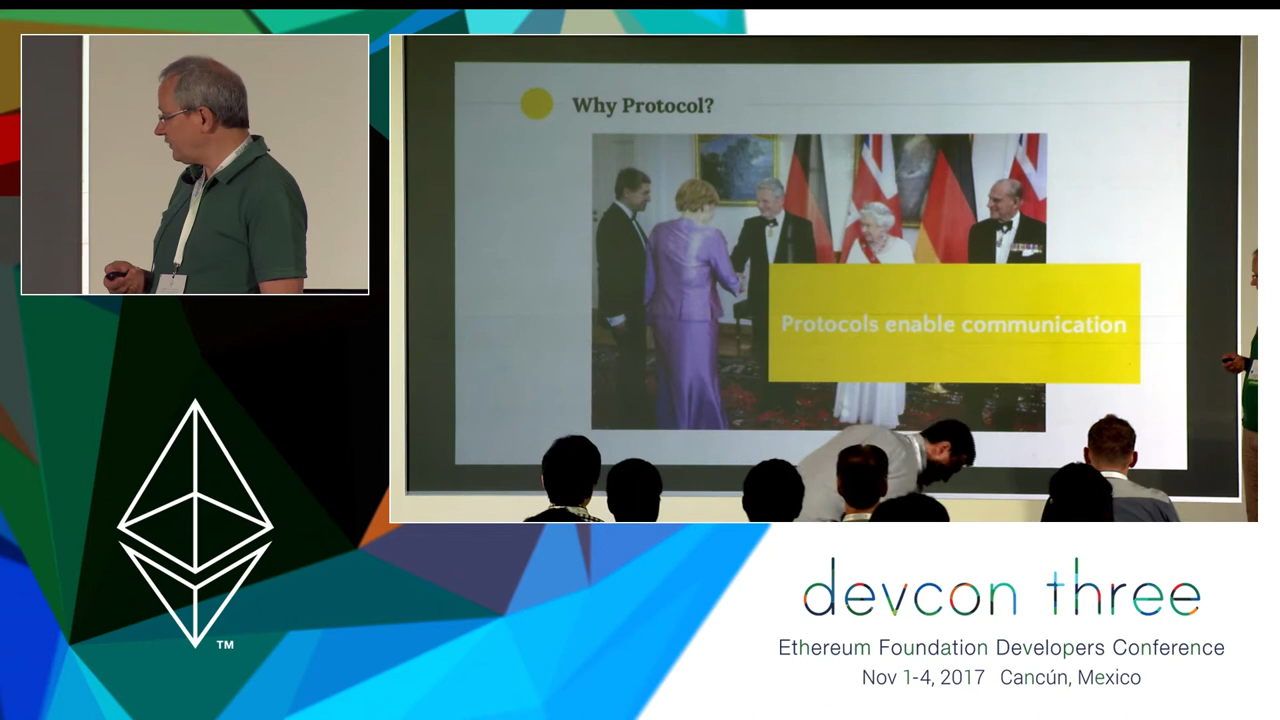 Why Protocol?
Protocols enable communication
TM
devcon three
Ethereum Foundation Developers Conference
Nov 1-4, 2017 Cancún, Mexico